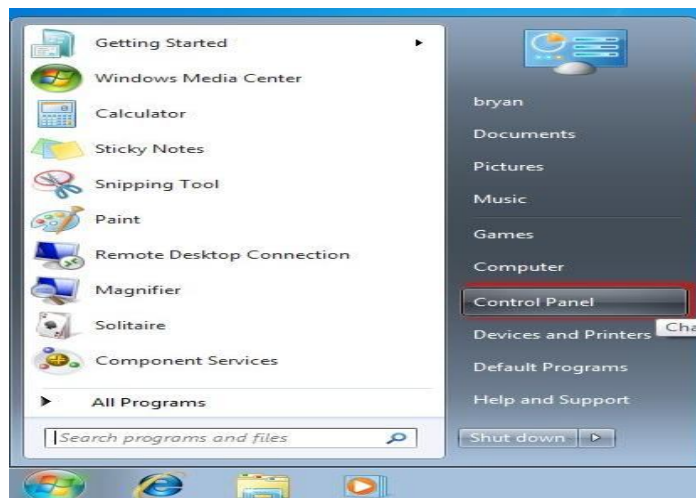 Getting Started
Windows Media Center
Calculator
Sticky Notes
Snipping Tool
Paint
Remote Desktop Connection
Magnifier
Solitaire
Component Services
All Programs
Search programs and files
bryan
Documents
Pictures
Music
Games
Computer
Control Panel
Devices and Printers
Cha
Default Programs
Help and Support
Shut down